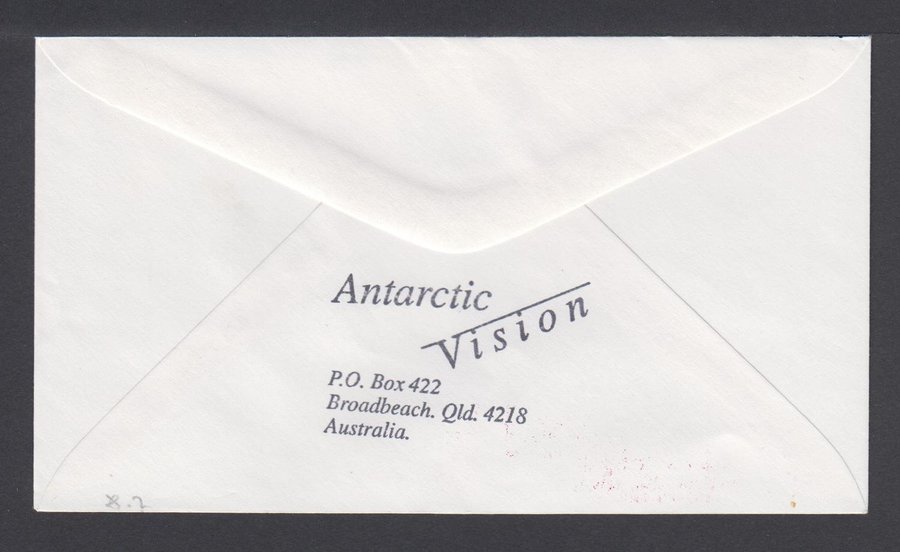 Antarctic
Vision
P.O. Box 422
Broadbeach. Qld. 4218
Australia.